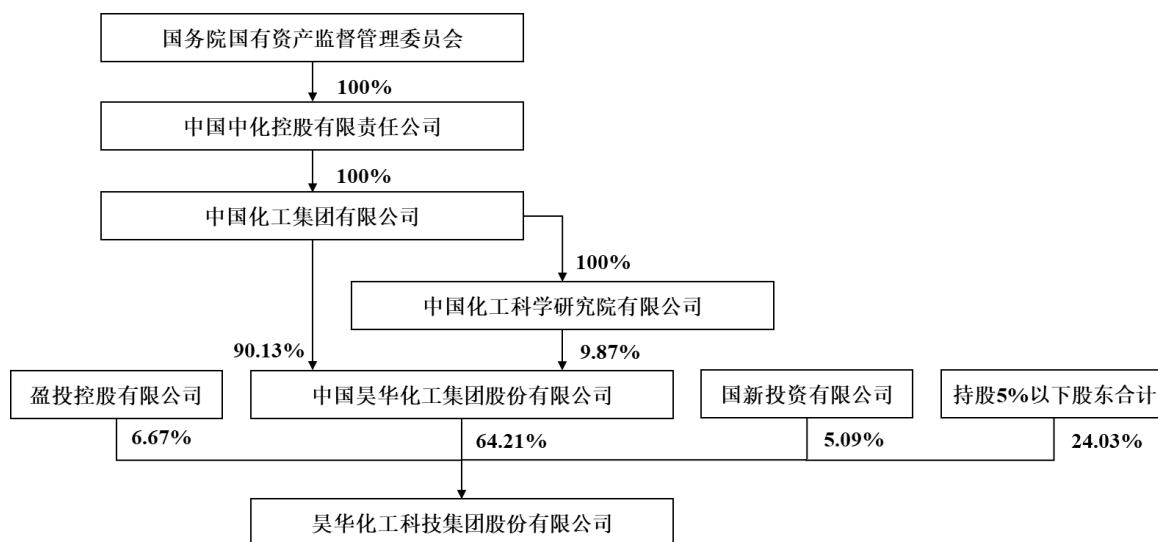 国务院国有资产监督管理委员会
100%
中国中化控股有限责任公司
100%
中国化工集团有限公司
100%
中国化工科学研究院有限公司
90.13%
9.87%
盈投控股有限公司
中国昊华化工集团股份有限公司
国新投资有限公司
持股5%以下股东合计
6.67%
64.21%
5.09%
24.03%
昊华化工科技集团股份有限公司